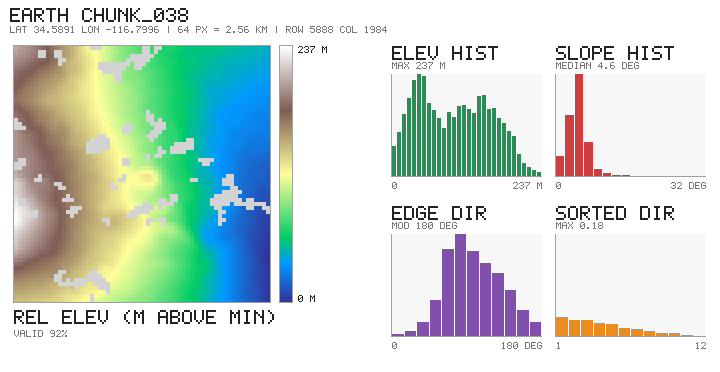 EARTH CHUNK_038
LAT 34.5891 LON -116.7996 | 64 PX = 2.56 KM | ROW 5888 COL 1984
237 M
0 M
REL ELEV (M ABOVE MIN)
VALID 92%
ELEV HIST
MAX 237 M
0 237 M
SLOPE HIST
MEDIAN 4.6 DEG
0 32 DEG
EDGE DIR
MOD 180 DEG
0 180 DEG
SORTED DIR
MAX 0.18
1 12